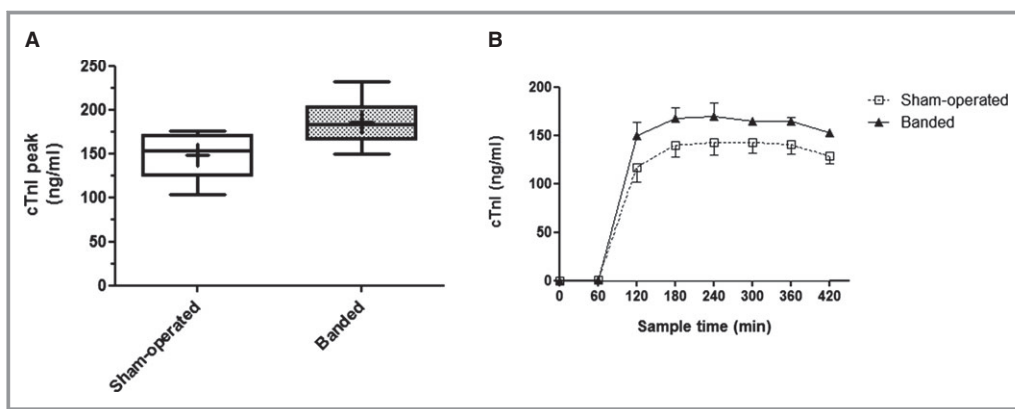 A
cTnI peak
(ng/ml)
250
200
150
100
50
0
Sham-operated
Banded
B
cTnI (ng/ml)
200
150
100
50
0
0 60 120 180 240 300 360 420
Sample time (min)
Sham-operated
Banded